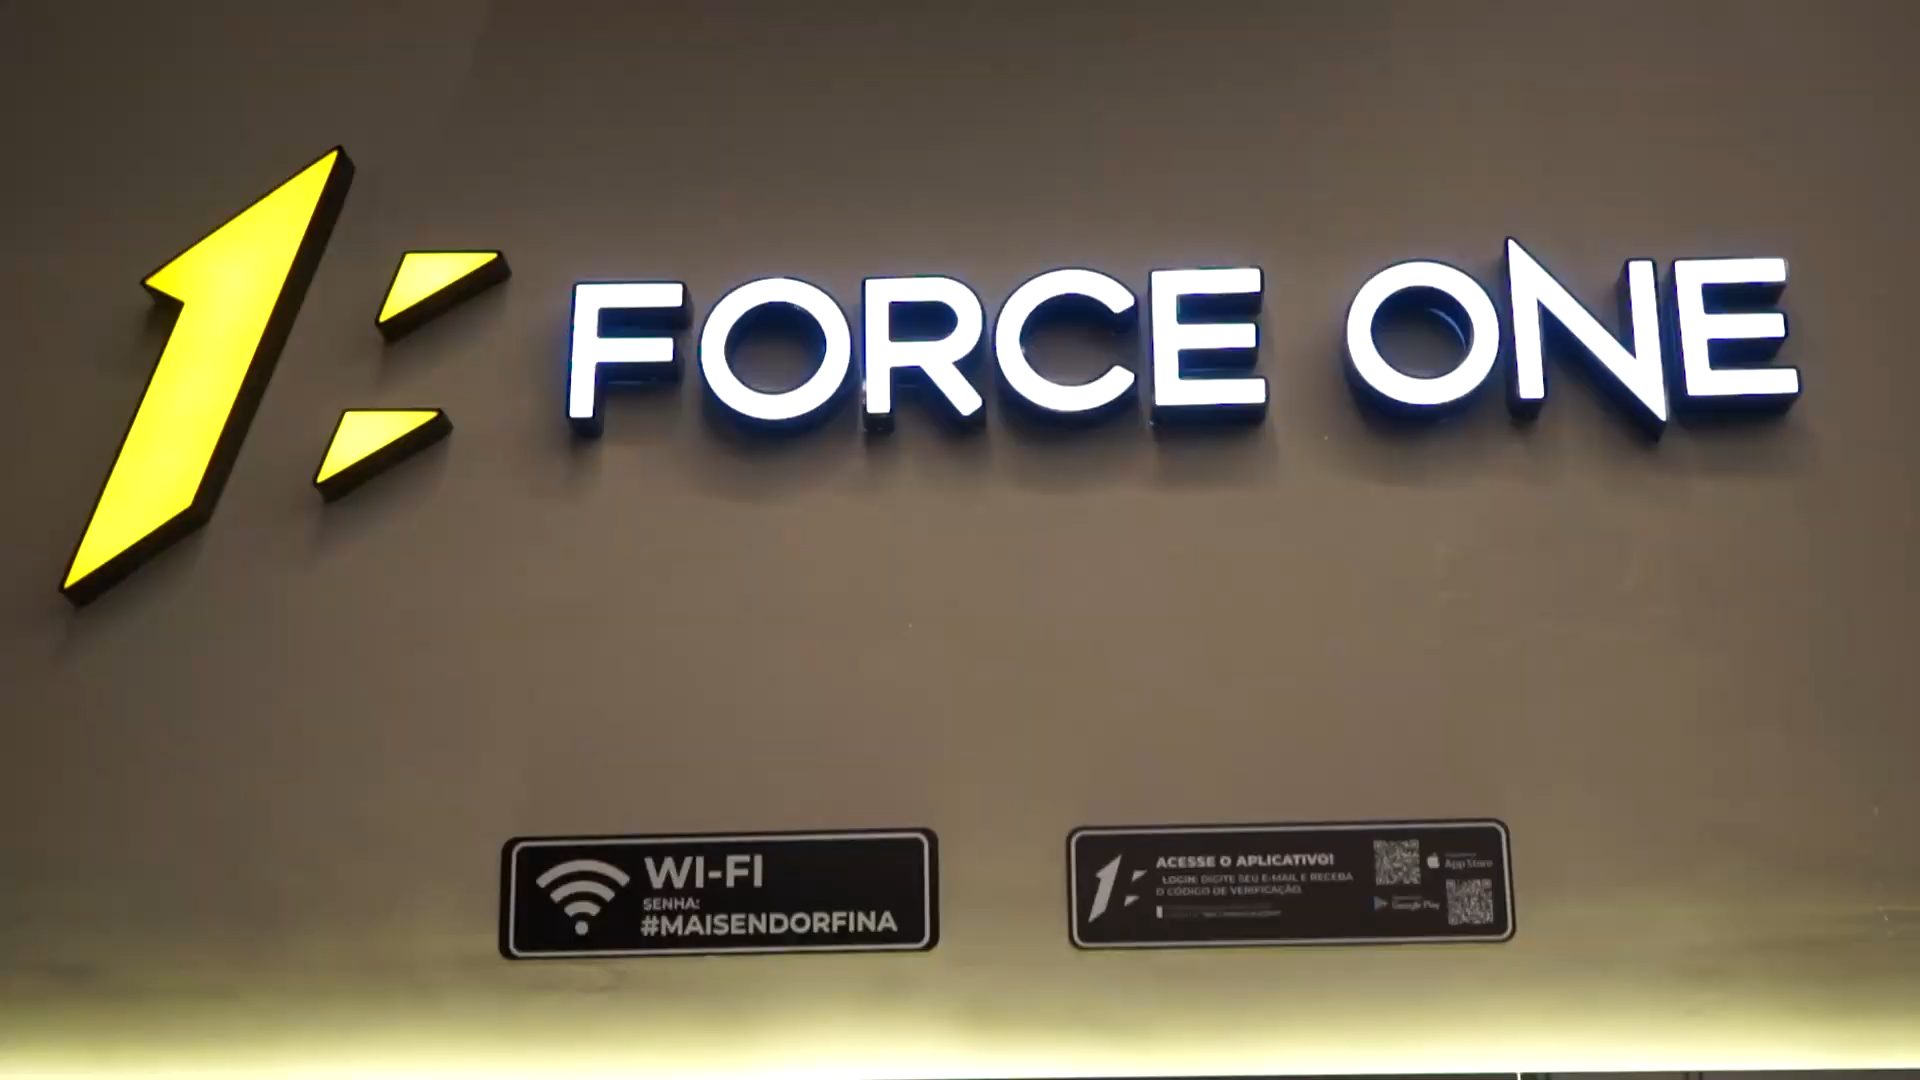 FORCE ONE
WI-FI
SENHA:
#MAISENDORFINA
ACESSE O APLICATIVO!
LOGIN: DIGITE SEU E-MAIL E RECEBA
O CÓDIGO DE VERIFICAÇÃO.
App Store
Google Play